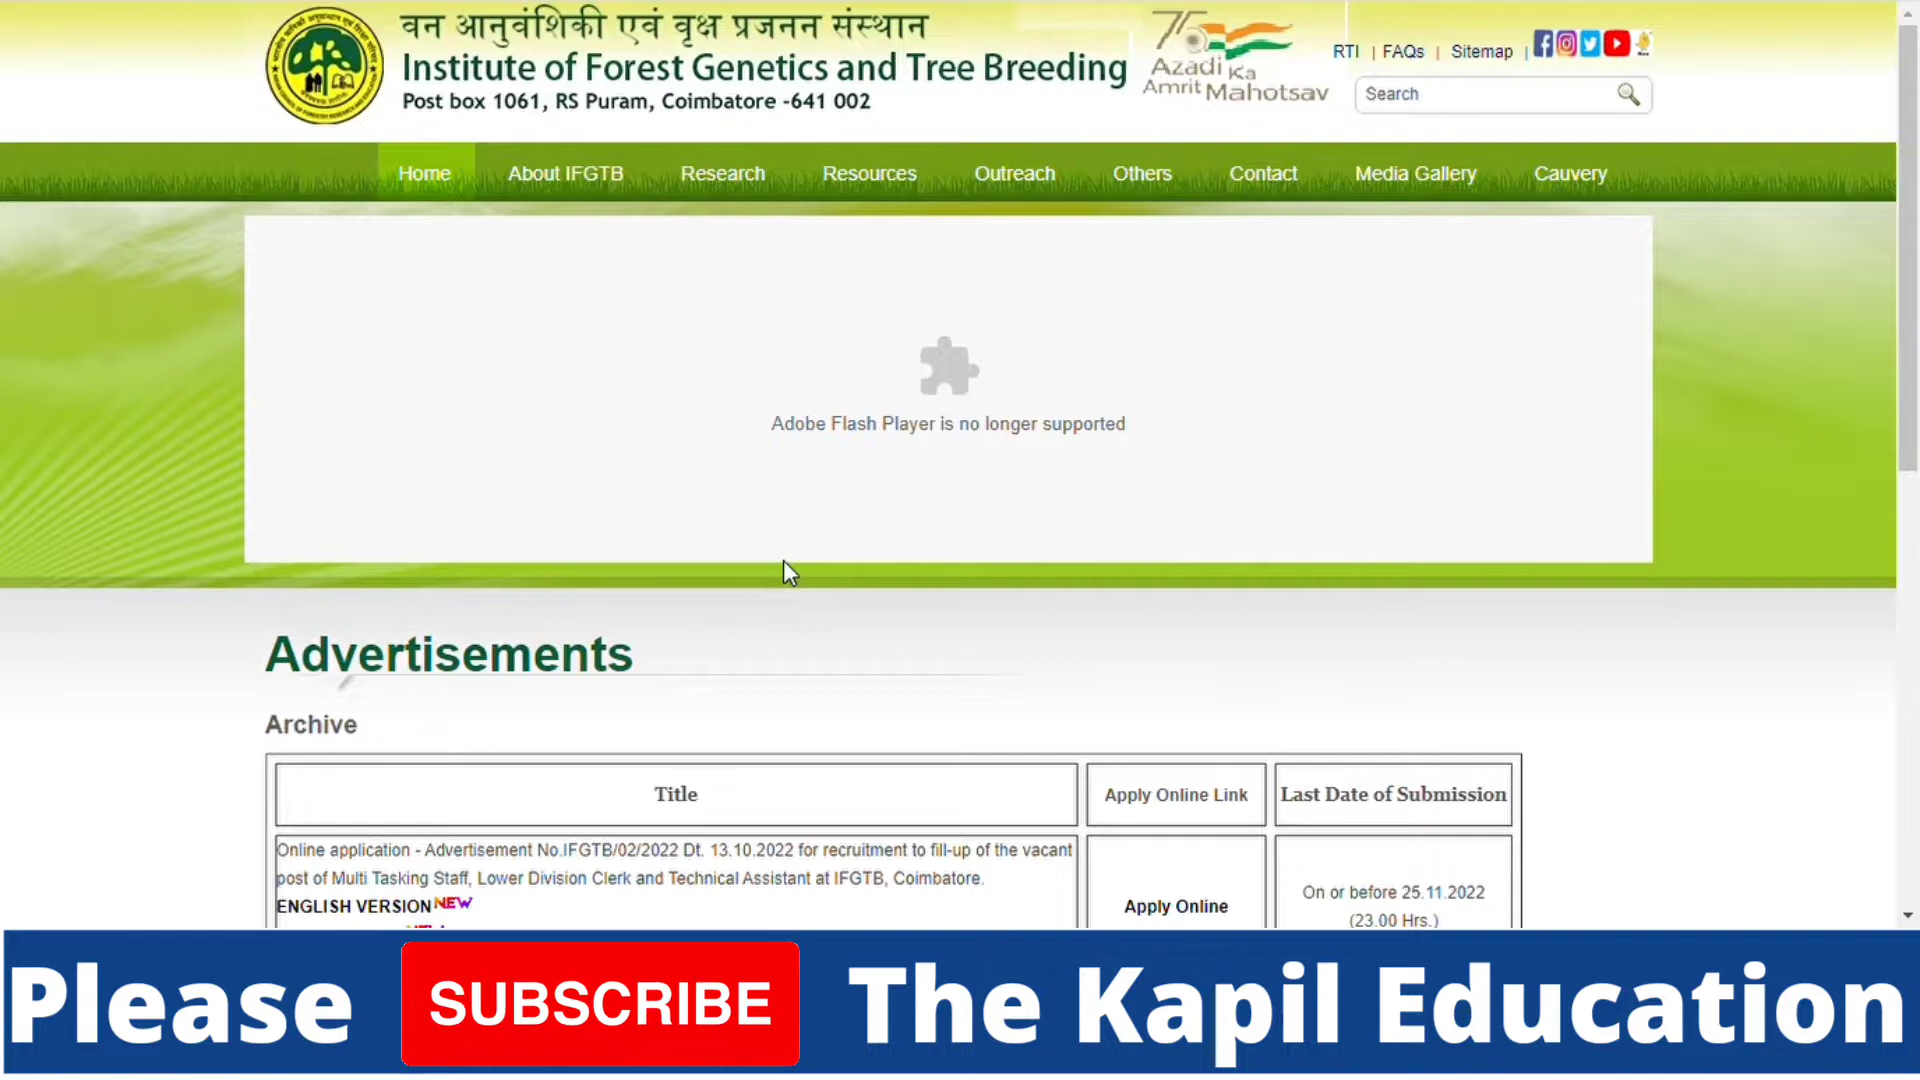 वन आनुवंशिकी एवं वृक्ष प्रजनन संस्थान
Institute of Forest Genetics and Tree Breeding
Post box 1061, RS Puram, Coimbatore -641 002
75
Azadi Ka
Amrit Mahotsav
RTI | FAQs | Sitemap |
Search
Home About IFGTB Research Resources Outreach Others Contact Media Gallery Cauvery
Adobe Flash Player is no longer supported
Advertisements
Archive
Title Apply Online Link Last Date of Submission
Online application - Advertisement No.IFGTB/02/2022 Dt. 13.10.2022 for recruitment to fill-up of the vacant
post of Multi Tasking Staff, Lower Division Clerk and Technical Assistant at IFGTB, Coimbatore.
ENGLISH VERSION NEW
Apply Online
On or before 25.11.2022
(23.00 Hrs.)
Please SUBSCRIBE The Kapil Education